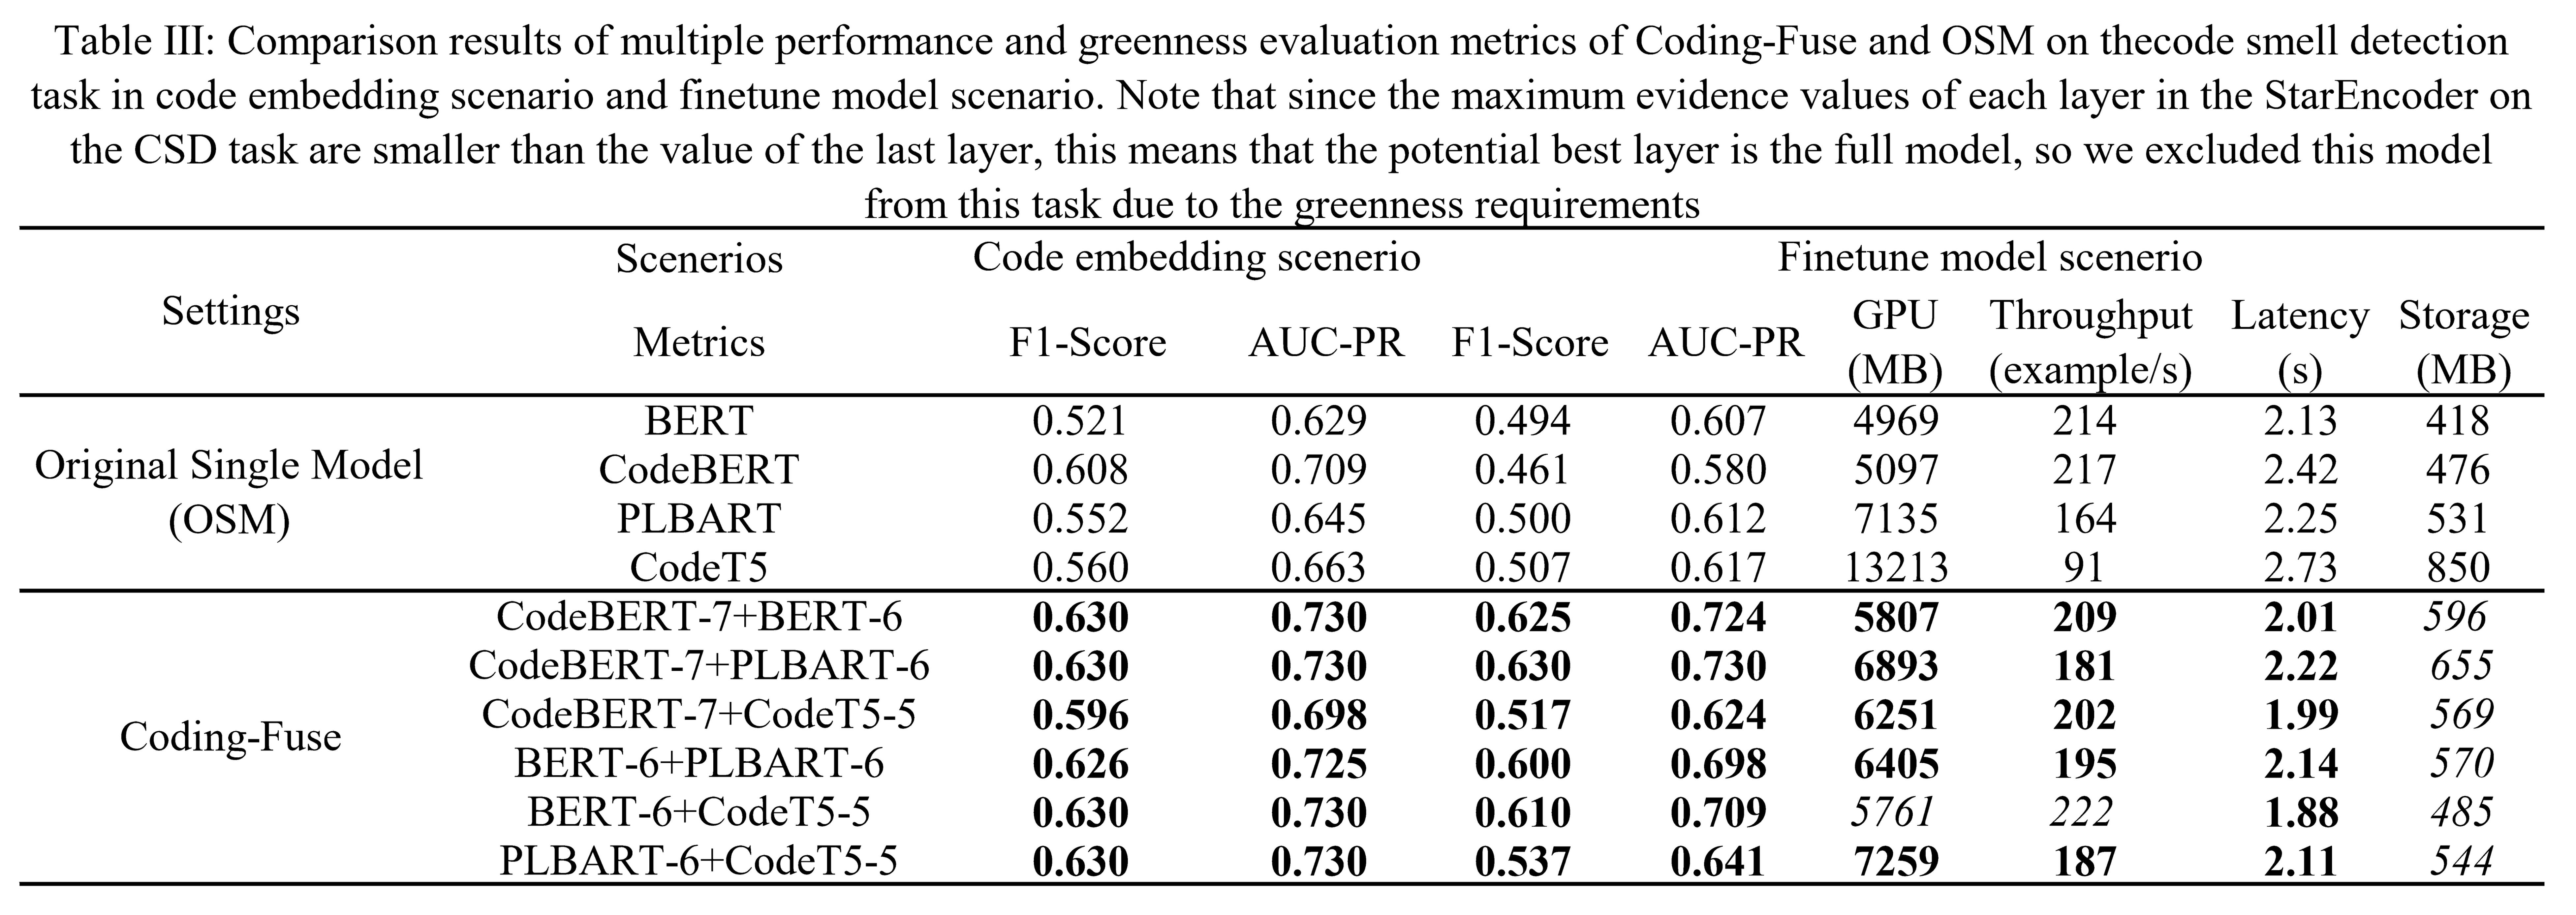 Table III: Comparison results of multiple performance and greenness evaluation metrics of Coding-Fuse and OSM on thecode smell detection
task in code embedding scenario and finetune model scenario. Note that since the maximum evidence values of each layer in the StarEncoder on
the CSD task are smaller than the value of the last layer, this means that the potential best layer is the full model, so we excluded this model
from this task due to the greenness requirements
Settings Scenerios Code embedding scenerio Finetune model scenerio
Metrics F1-Score AUC-PR F1-Score AUC-PR GPU (MB) Throughput (example/s) Latency (s) Storage (MB)
Original Single Model (OSM)
BERT 0.521 0.629 0.494 0.607 4969 214 2.13 418
CodeBERT 0.608 0.709 0.461 0.580 5097 217 2.42 476
PLBART 0.552 0.645 0.500 0.612 7135 164 2.25 531
CodeT5 0.560 0.663 0.507 0.617 13213 91 2.73 850
Coding-Fuse
CodeBERT-7+BERT-6 0.630 0.730 0.625 0.724 5807 209 2.01 596
CodeBERT-7+PLBART-6 0.630 0.730 0.630 0.730 6893 181 2.22 655
CodeBERT-7+CodeT5-5 0.596 0.698 0.517 0.624 6251 202 1.99 569
BERT-6+PLBART-6 0.626 0.725 0.600 0.698 6405 195 2.14 570
BERT-6+CodeT5-5 0.630 0.730 0.610 0.709 5761 222 1.88 485
PLBART-6+CodeT5-5 0.630 0.730 0.537 0.641 7259 187 2.11 544